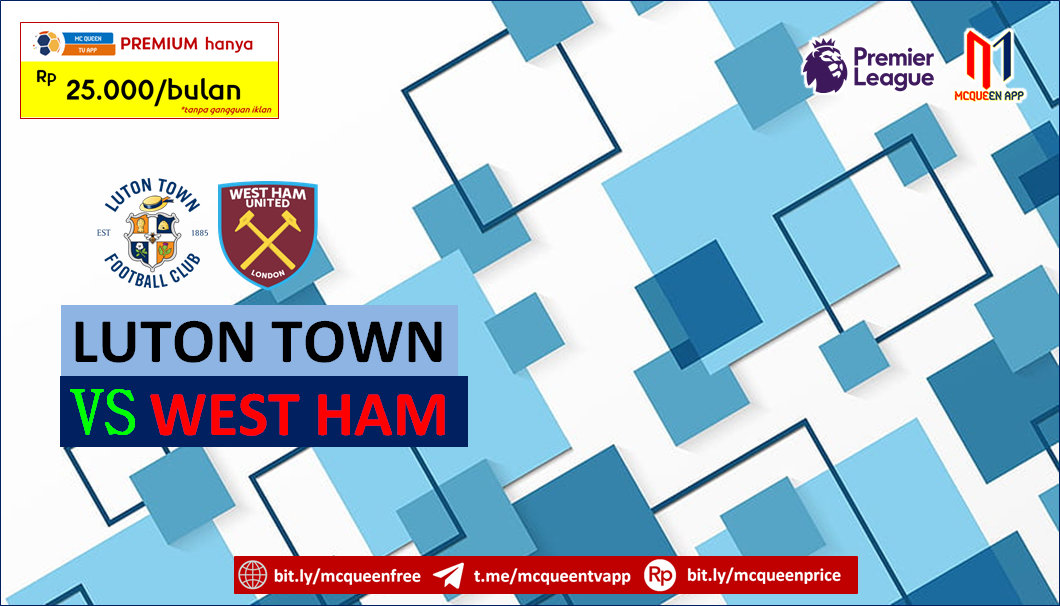 MC QUEEN
TV APP
PREMIUM hanya
Rp 25.000/bulan
*tanpa gangguan iklan
Premier
League
MCQUEEN APP
LUTON TOWN
EST 1885
FOOTBALL CLUB
WEST HAM
UNITED
LONDON
LUTON TOWN
VS WEST HAM
bit.ly/mcqueenfree t.me/mcqueentvapp Rp bit.ly/mcqueenprice